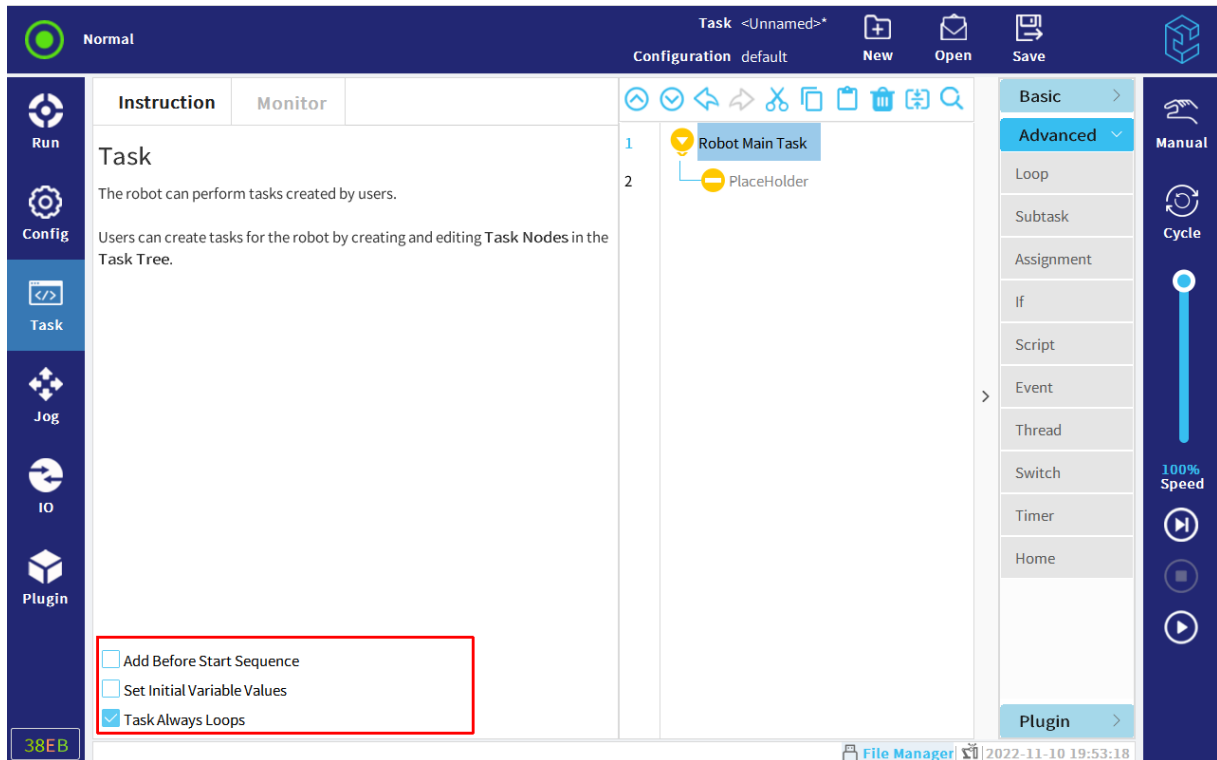 Normal
Task <Unnamed>*
Configuration default
New
Open
Save
Run
Config
Task
Jog
IO
Plugin
38EB
Instruction
Monitor
Task
The robot can perform tasks created by users.
Users can create tasks for the robot by creating and editing Task Nodes in the
Task Tree.
Add Before Start Sequence
Set Initial Variable Values
Task Always Loops
1 Robot Main Task
2 PlaceHolder
Basic
Advanced
Loop
Subtask
Assignment
If
Script
Event
Thread
Switch
Timer
Home
Plugin
Manual
Cycle
100%
Speed
File Manager 2022-11-10 19:53:18